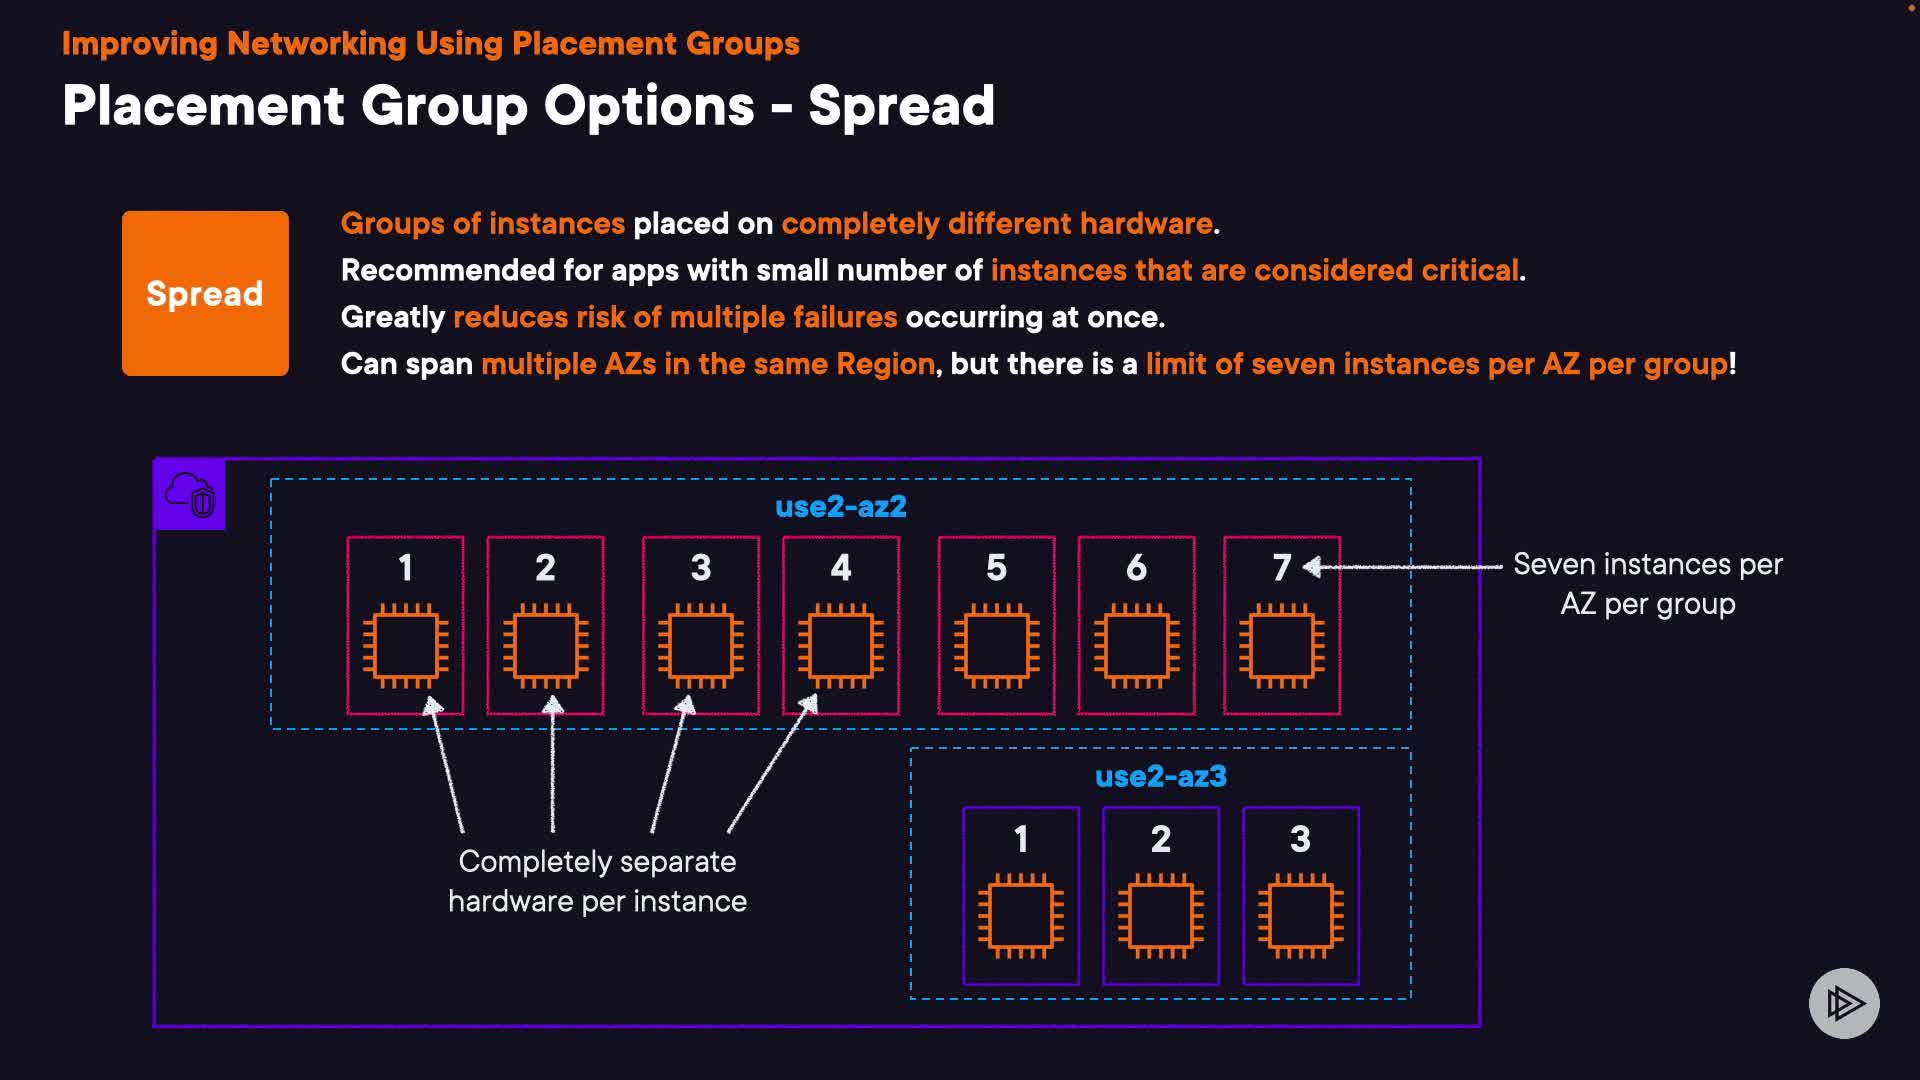 Improving Networking Using Placement Groups
Placement Group Options - Spread
Spread
Groups of instances placed on completely different hardware.
Recommended for apps with small number of instances that are considered critical.
Greatly reduces risk of multiple failures occurring at once.
Can span multiple AZs in the same Region, but there is a limit of seven instances per AZ per group!
use2-az2
1 2 3 4 5 6 7
Seven instances per
AZ per group
use2-az3
1 2 3
Completely separate
hardware per instance